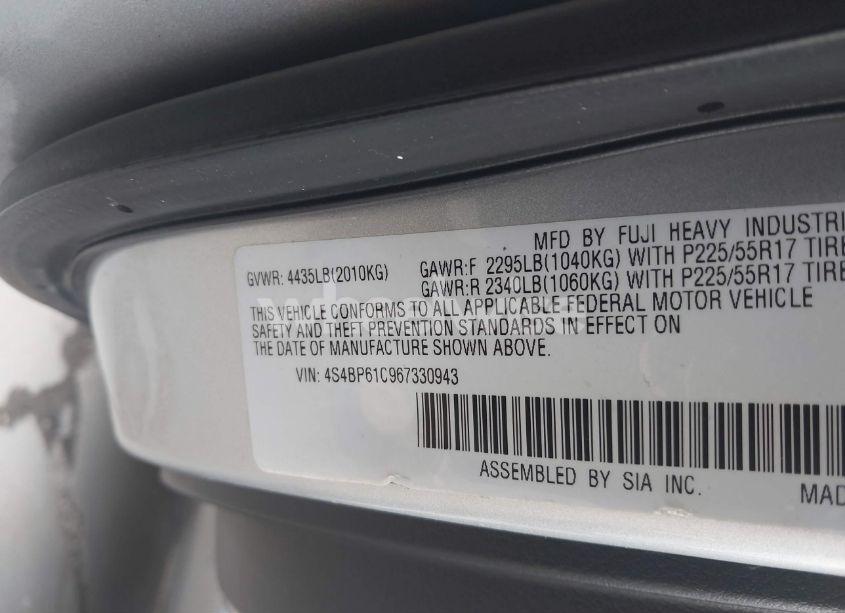 MFD BY FUJI HEAVY INDUSTRI
GVWR: 4435LB(2010KG) GAWR:F 2295LB(1040KG) WITH P225/55R17 TIRE
GAWR:R 2340LB(1060KG) WITH P225/55R17 TIRE
THIS VEHICLE CONFORMS TO ALL APPLICABLE FEDERAL MOTOR VEHICLE
SAFETY AND THEFT PREVENTION STANDARDS IN EFFECT ON
THE DATE OF MANUFACTURE SHOWN ABOVE.
VIN: 4S4BP61C967330943
ASSEMBLED BY SIA INC.
MAD